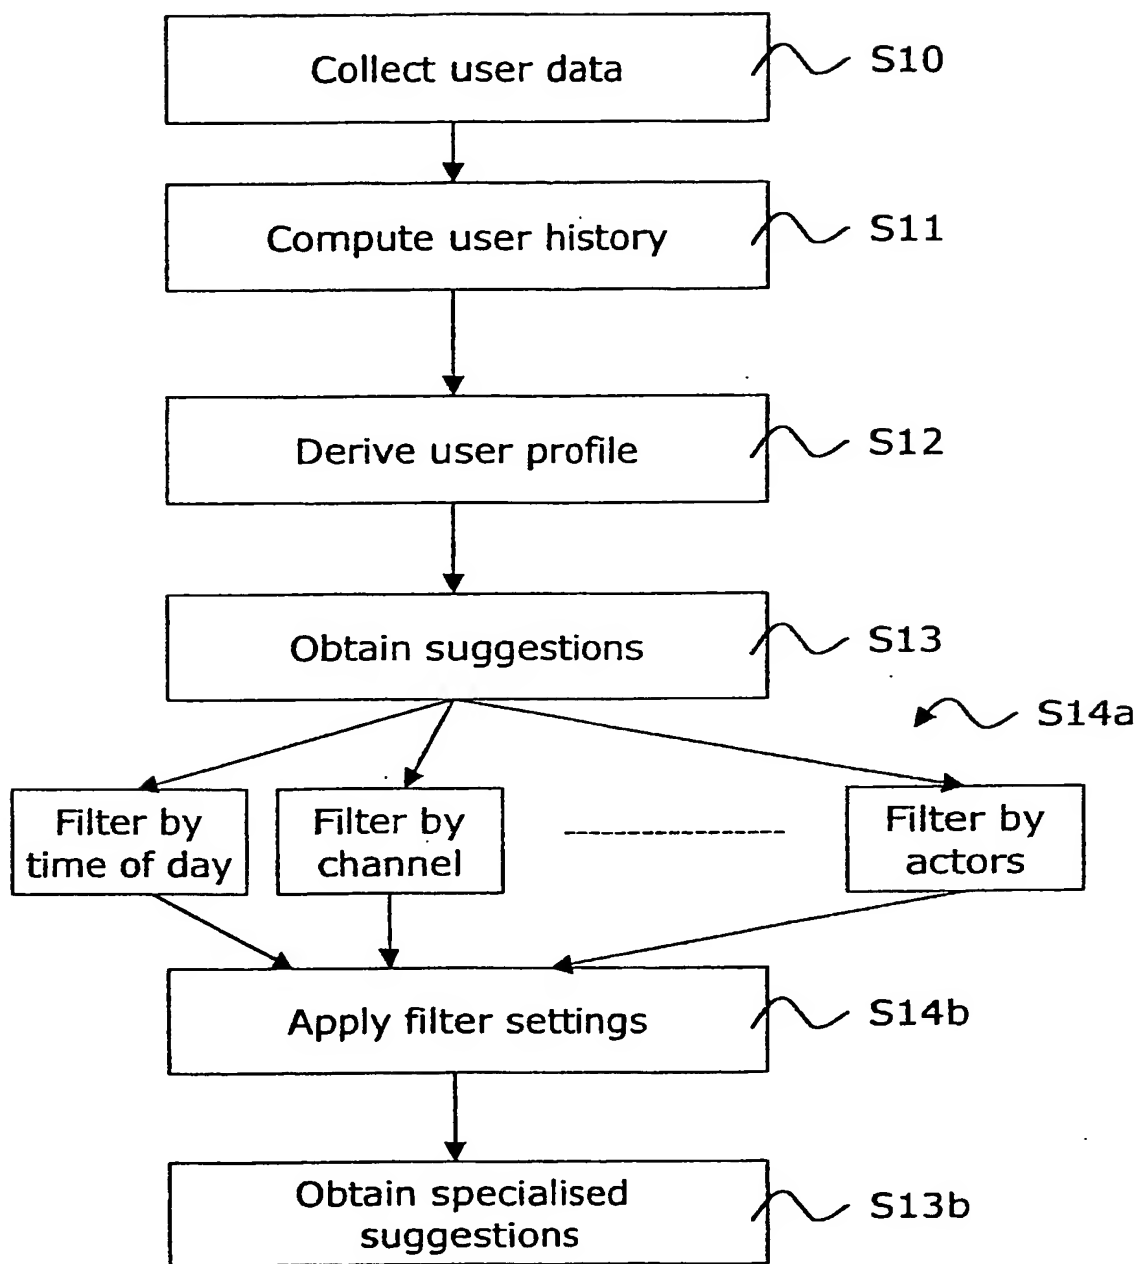 Collect user data
S10
Compute user history
S11
Derive user profile
S12
Obtain suggestions
S13
S14a
Filter by
time of day
Filter by
channel
Filter by
actors
Apply filter settings
S14b
Obtain specialised
suggestions
S13b